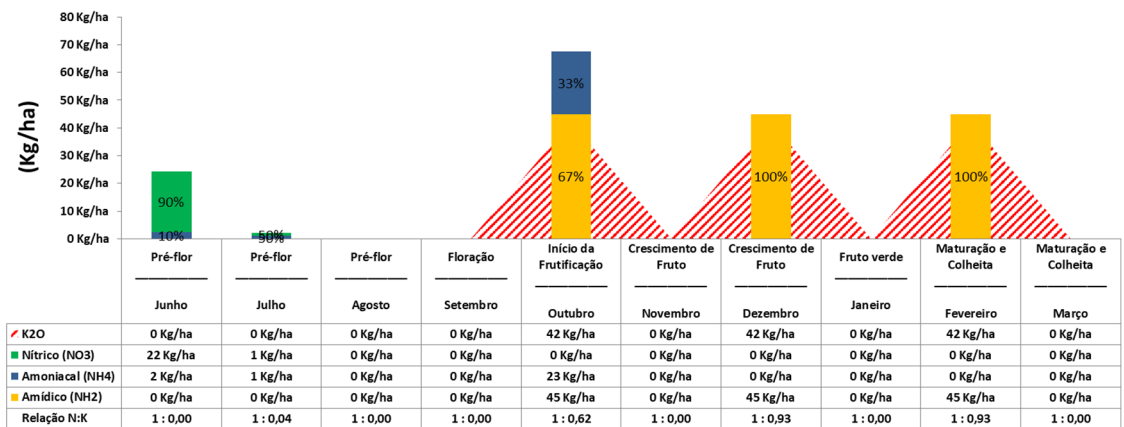 80 Kg/ha
70 Kg/ha
60 Kg/ha
50 Kg/ha
40 Kg/ha
30 Kg/ha
20 Kg/ha
10 Kg/ha
0 Kg/ha
(Kg/ha)
90%
10%
50%
50%
33%
67%
100%
100%
Pré-flor Pré-flor Pré-flor Floração Início da Frutificação Crescimento de Fruto Crescimento de Fruto Fruto verde Maturação e Colheita Maturação e Colheita
Junho Julho Agosto Setembro Outubro Novembro Dezembro Janeiro Fevereiro Março
K2O 0 Kg/ha 0 Kg/ha 0 Kg/ha 0 Kg/ha 42 Kg/ha 0 Kg/ha 42 Kg/ha 0 Kg/ha 42 Kg/ha 0 Kg/ha
Nítrico (NO3) 22 Kg/ha 1 Kg/ha 0 Kg/ha 0 Kg/ha 0 Kg/ha 0 Kg/ha 0 Kg/ha 0 Kg/ha 0 Kg/ha 0 Kg/ha
Amoniacal (NH4) 2 Kg/ha 1 Kg/ha 0 Kg/ha 0 Kg/ha 23 Kg/ha 0 Kg/ha 0 Kg/ha 0 Kg/ha 0 Kg/ha 0 Kg/ha
Amídico (NH2) 0 Kg/ha 0 Kg/ha 0 Kg/ha 0 Kg/ha 45 Kg/ha 0 Kg/ha 45 Kg/ha 0 Kg/ha 45 Kg/ha 0 Kg/ha
Relação N:K 1 : 0,00 1 : 0,04 1 : 0,00 1 : 0,00 1 : 0,62 1 : 0,00 1 : 0,93 1 : 0,00 1 : 0,93 1 : 0,00